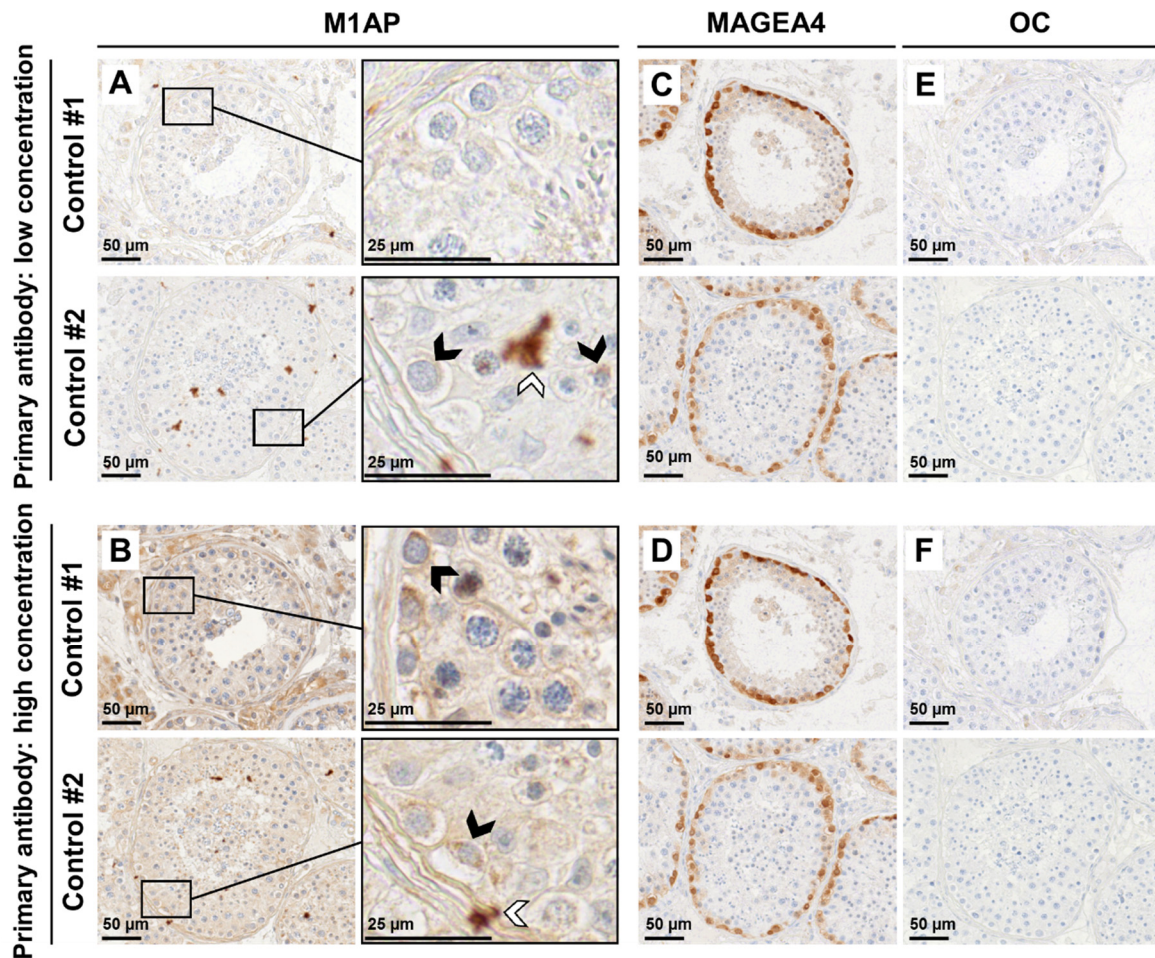 M1AP MAGEA4 OC
Primary antibody: low concentration
Control #1
A
50 µm
25 µm
C
50 µm
E
50 µm
Control #2
50 µm
25 µm
50 µm
50 µm
Primary antibody: high concentration
Control #1
B
50 µm
25 µm
D
50 µm
F
50 µm
Control #2
50 µm
25 µm
50 µm
50 µm